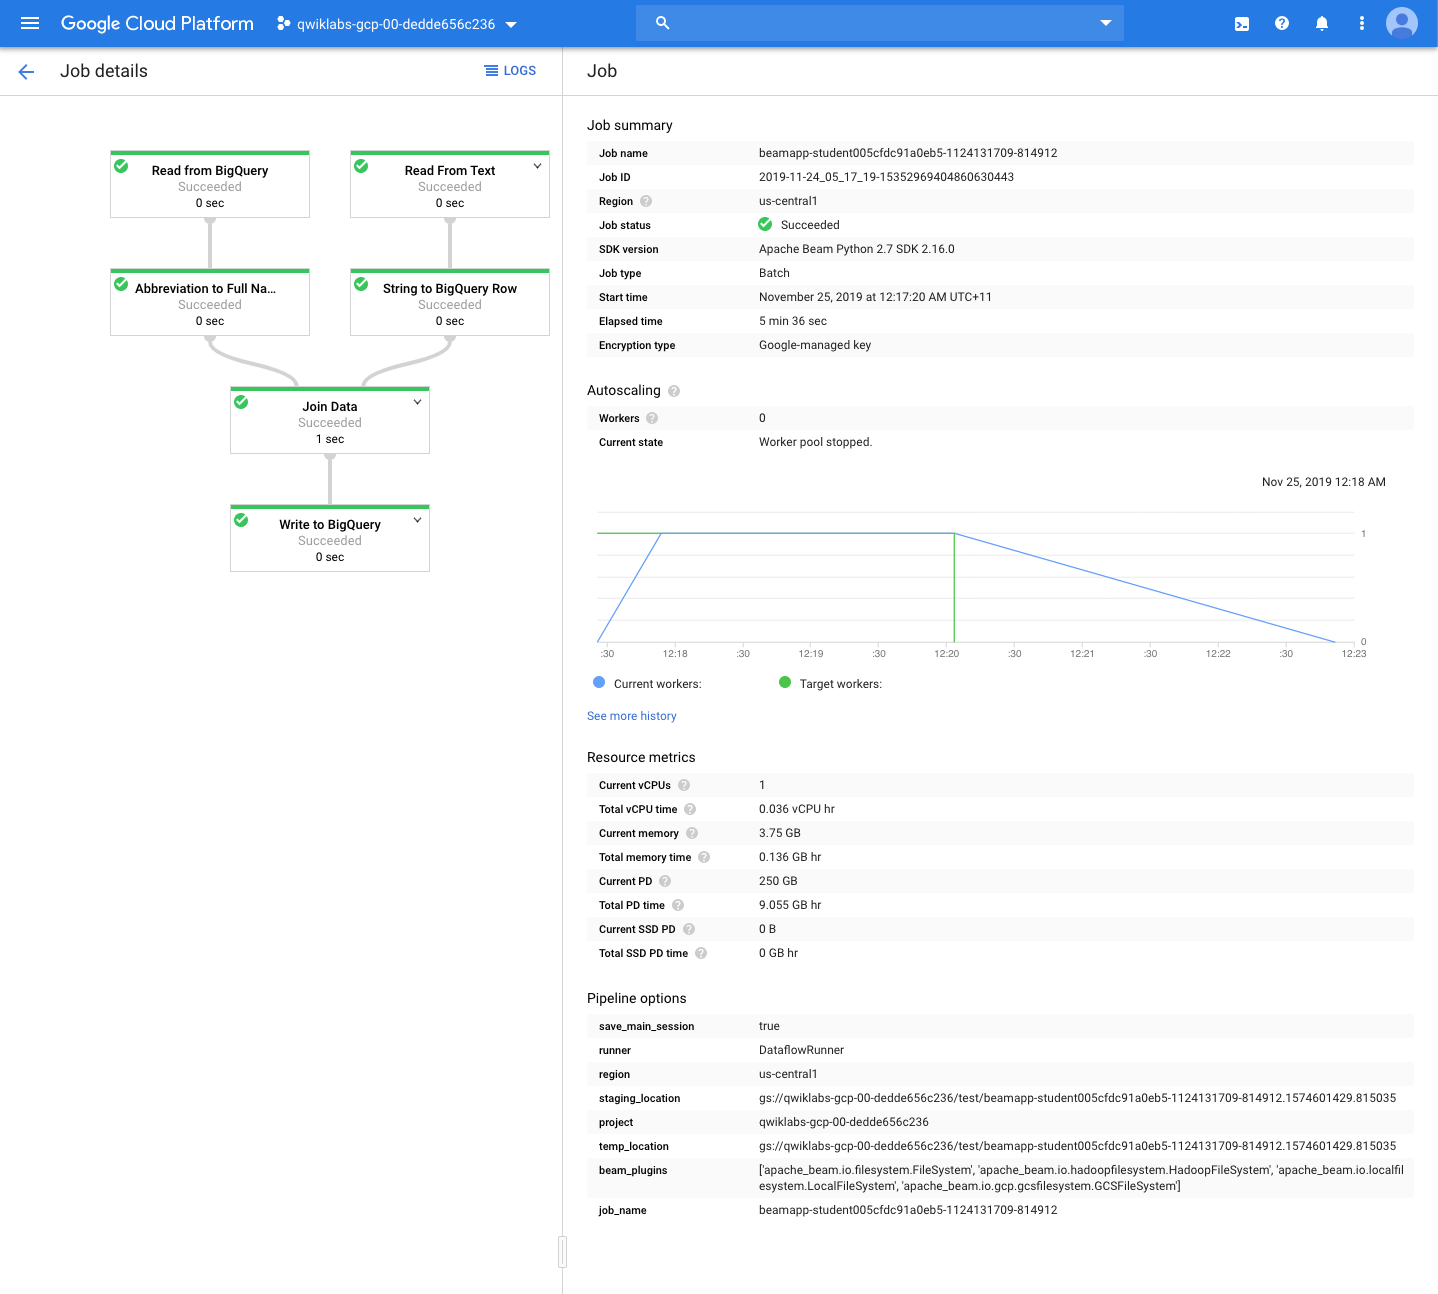 Google Cloud Platform
qwiklabs-gcp-00-dedde656c236
Job details
LOGS
Read from BigQuery
Succeeded
0 sec
Read From Text
Succeeded
0 sec
Abbreviation to Full Na...
Succeeded
0 sec
String to BigQuery Row
Succeeded
0 sec
Join Data
Succeeded
1 sec
Write to BigQuery
Succeeded
0 sec
Job
Job summary
Job name beamapp-student005cfdc91a0eb5-1124131709-814912
Job ID 2019-11-24_05_17_19-15352969404860630443
Region ? us-central1
Job status Succeeded
SDK version Apache Beam Python 2.7 SDK 2.16.0
Job type Batch
Start time November 25, 2019 at 12:17:20 AM UTC+11
Elapsed time 5 min 36 sec
Encryption type Google-managed key
Autoscaling ?
Workers ? 0
Current state Worker pool stopped.
Nov 25, 2019 12:18 AM
1
0
:30 12:18 :30 12:19 :30 12:20 :30 12:21 :30 12:22 :30 12:23
Current workers: Target workers:
See more history
Resource metrics
Current vCPUs ? 1
Total vCPU time ? 0.036 vCPU hr
Current memory ? 3.75 GB
Total memory time ? 0.136 GB hr
Current PD ? 250 GB
Total PD time ? 9.055 GB hr
Current SSD PD ? 0 B
Total SSD PD time ? 0 GB hr
Pipeline options
save_main_session true
runner DataflowRunner
region us-central1
staging_location gs://qwiklabs-gcp-00-dedde656c236/test/beamapp-student005cfdc91a0eb5-1124131709-814912.1574601429.815035
project qwiklabs-gcp-00-dedde656c236
temp_location gs://qwiklabs-gcp-00-dedde656c236/test/beamapp-student005cfdc91a0eb5-1124131709-814912.1574601429.815035
beam_plugins ['apache_beam.io.filesystem.FileSystem', 'apache_beam.io.hadoopfilesystem.HadoopFileSystem', 'apache_beam.io.localfil
esystem.LocalFileSystem', 'apache_beam.io.gcp.gcsfilesystem.GCSFileSystem']
job_name beamapp-student005cfdc91a0eb5-1124131709-814912